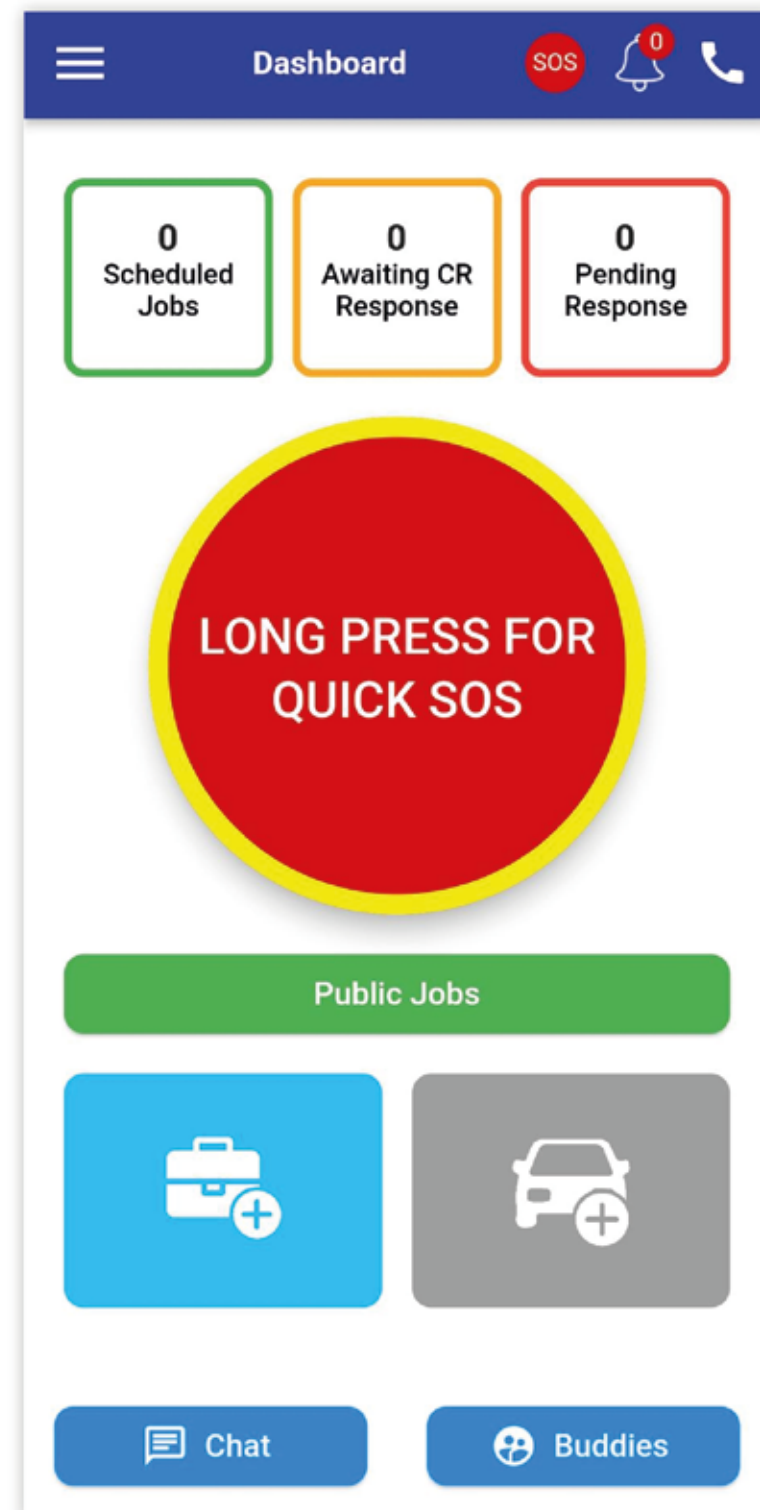 Dashboard
SOS
0
0
Scheduled
Jobs
0
Awaiting CR
Response
0
Pending
Response
LONG PRESS FOR
QUICK SOS
Public Jobs
Chat
Buddies